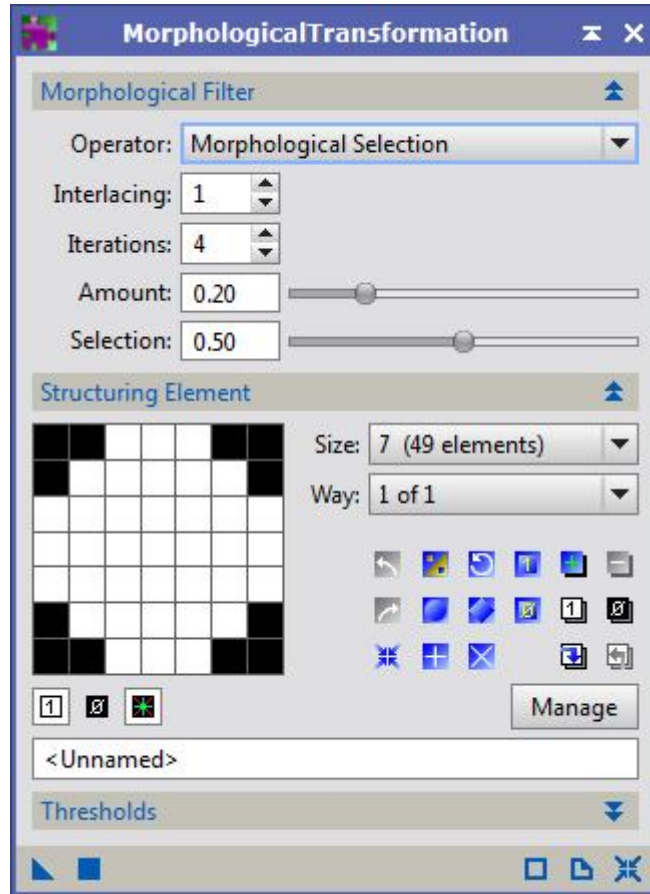 MorphologicalTransformation
Morphological Filter
Operator: Morphological Selection
Interlacing: 1
Iterations: 4
Amount: 0.20
Selection: 0.50
Structuring Element
Size: 7 (49 elements)
Way: 1 of 1
Manage
<Unnamed>
Thresholds